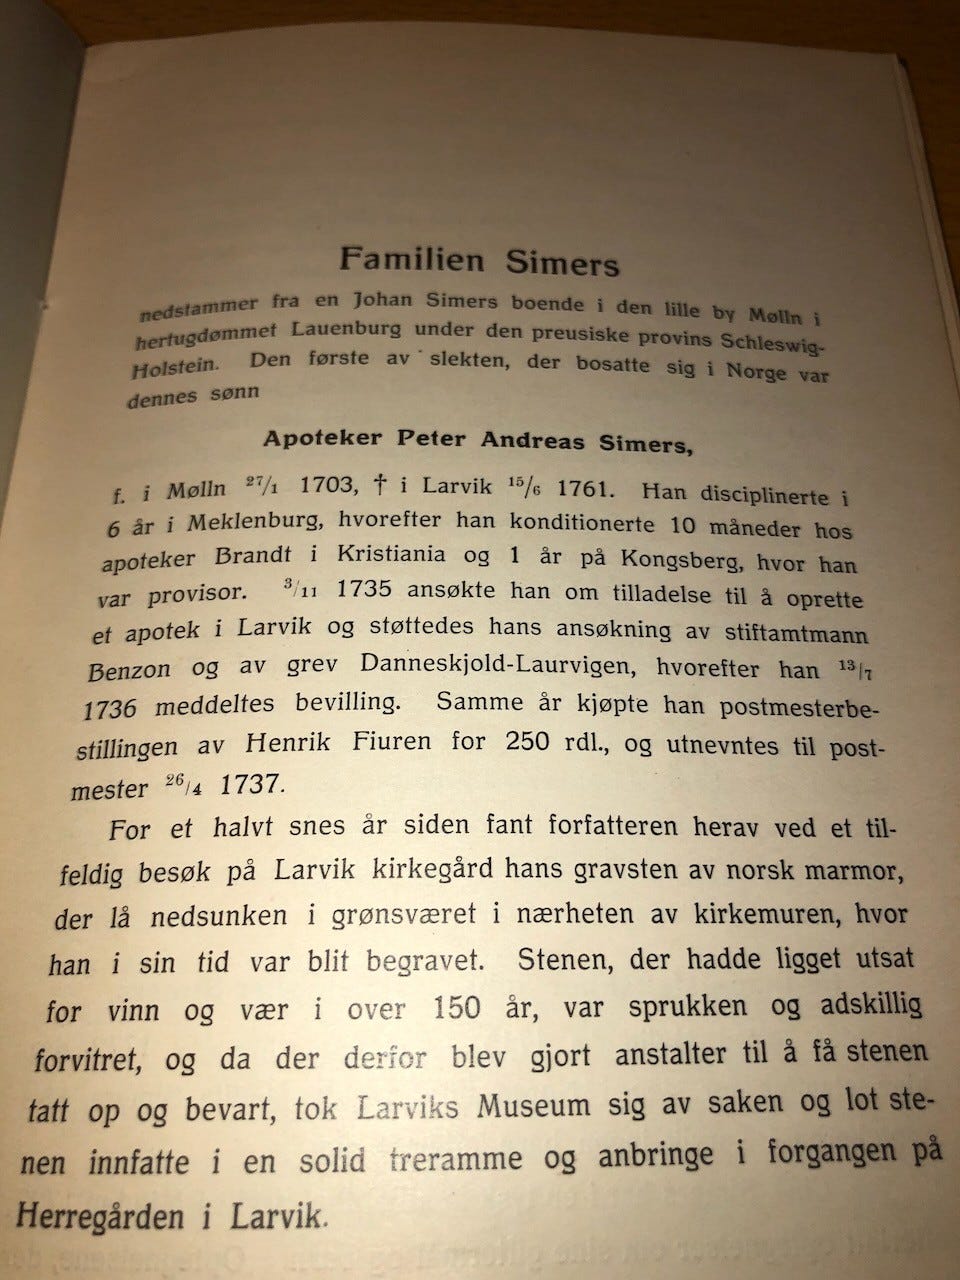 Familien Simers
nedstammer fra en Johan Simers boende i den lille by Mølln i
hertugdømmet Lauenburg under den preusiske provins Schleswig-
Holstein. Den første av slekten, der bosatte sig i Norge var
dennes sønn
Apoteker Peter Andreas Simers,
f. i Mølln 27/1 1703, † i Larvik 15/6 1761. Han disciplinerte i
6 år i Meklenburg, hvorefter han konditionerte 10 måneder hos
apoteker Brandt i Kristiania og 1 år på Kongsberg, hvor han
var provisor. 3/11 1735 ansøkte han om tilladelse til å oprette
et apotek i Larvik og støttedes hans ansøkning av stiftamtmann
Benzon og av grev Danneskjold-Laurvigen, hvorefter han 13/7
1736 meddeltes bevilling. Samme år kjøpte han postmesterbe-
stillingen av Henrik Fiuren for 250 rdl., og utnevntes til post-
mester 26/4 1737.
For et halvt snes år siden fant forfatteren herav ved et til-
feldig besøk på Larvik kirkegård hans gravsten av norsk marmor,
der lå nedsunken i grønsværet i nærheten av kirkemuren, hvor
han i sin tid var blit begravet. Stenen, der hadde ligget utsat
for vinn og vær i over 150 år, var sprukken og adskillig
forvitret, og da der derfor blev gjort anstalter til å få stenen
tatt op og bevart, tok Larviks Museum sig av saken og lot ste-
nen innfatte i en solid treramme og anbringe i forgangen på
Herregården i Larvik.